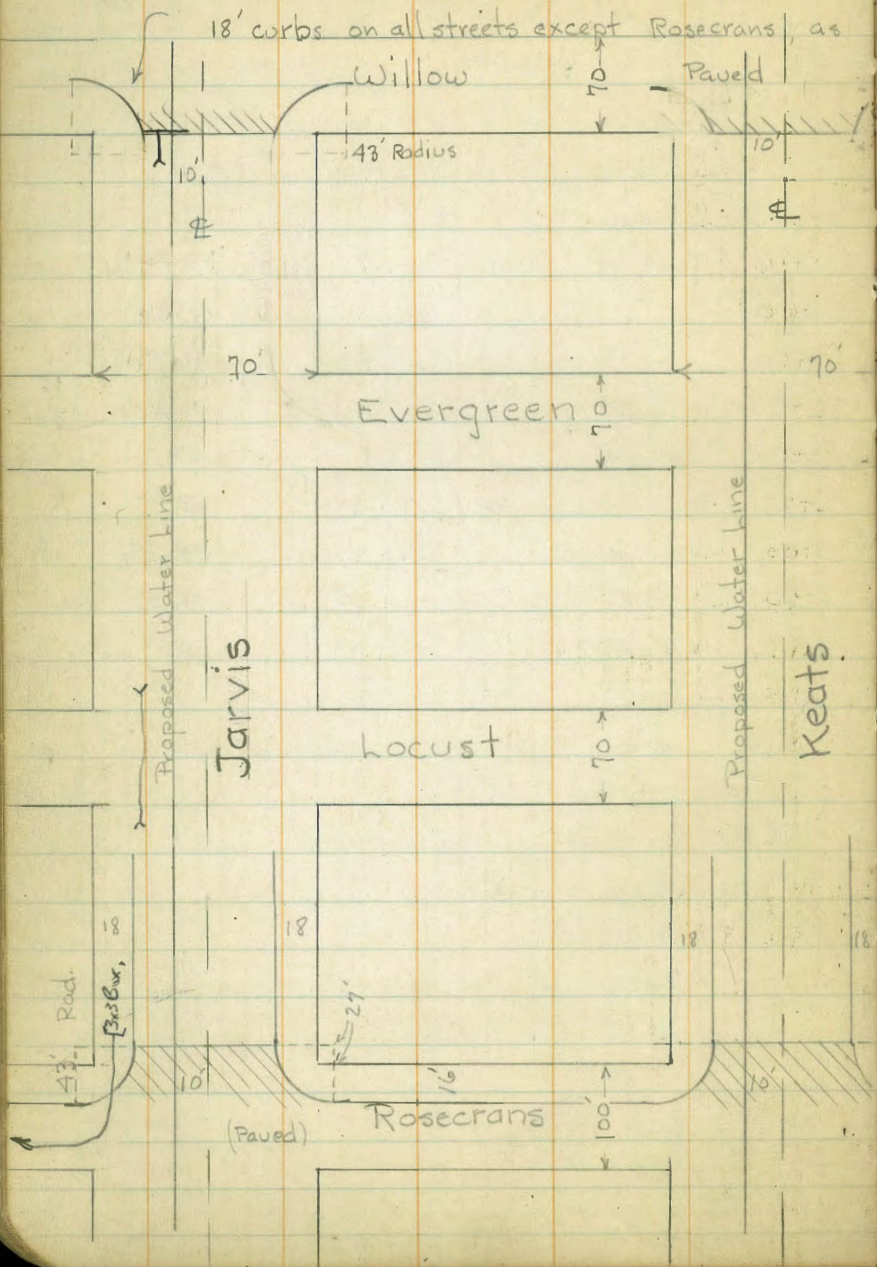 18' curbs on all streets except Rosecrans, as
Willow
70
Paved
43' Radius
10'
10'
℄
℄
70'
70'
Evergreen
70
Proposed Water Line
Jarvis
Proposed Water Line
Keats
Locust
70
18
18
18
18
43' Rad.
[3x3 Box,
27'
16'
10'
10'
Rosecrans
(Paved)
100'